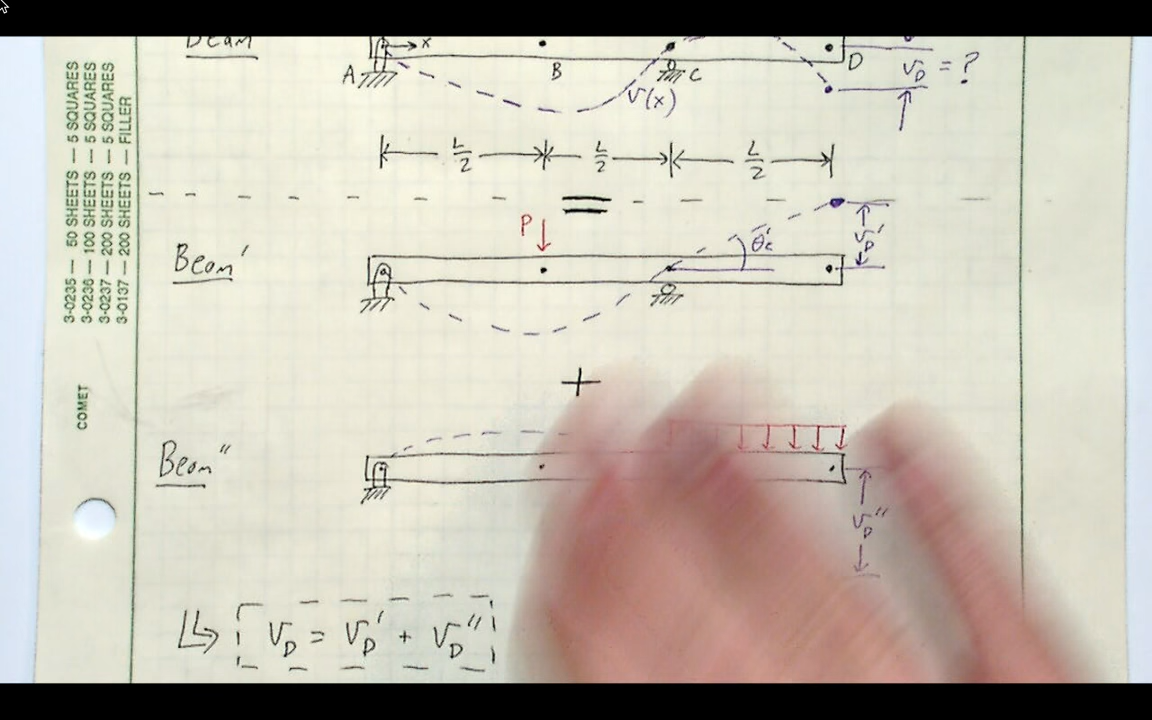 Beam
x
A
B
C
D
v(x)
v_D = ?
L/2 L/2 L/2
=
P
Beam'
θ'_c
v_D'
+
Beam"
v_D"
v_D = v_D' + v_D"
3-0235 — 50 SHEETS — 5 SQUARES
3-0236 — 100 SHEETS — 5 SQUARES
3-0237 — 200 SHEETS — 5 SQUARES
3-0137 — 200 SHEETS — FILLER
COMET